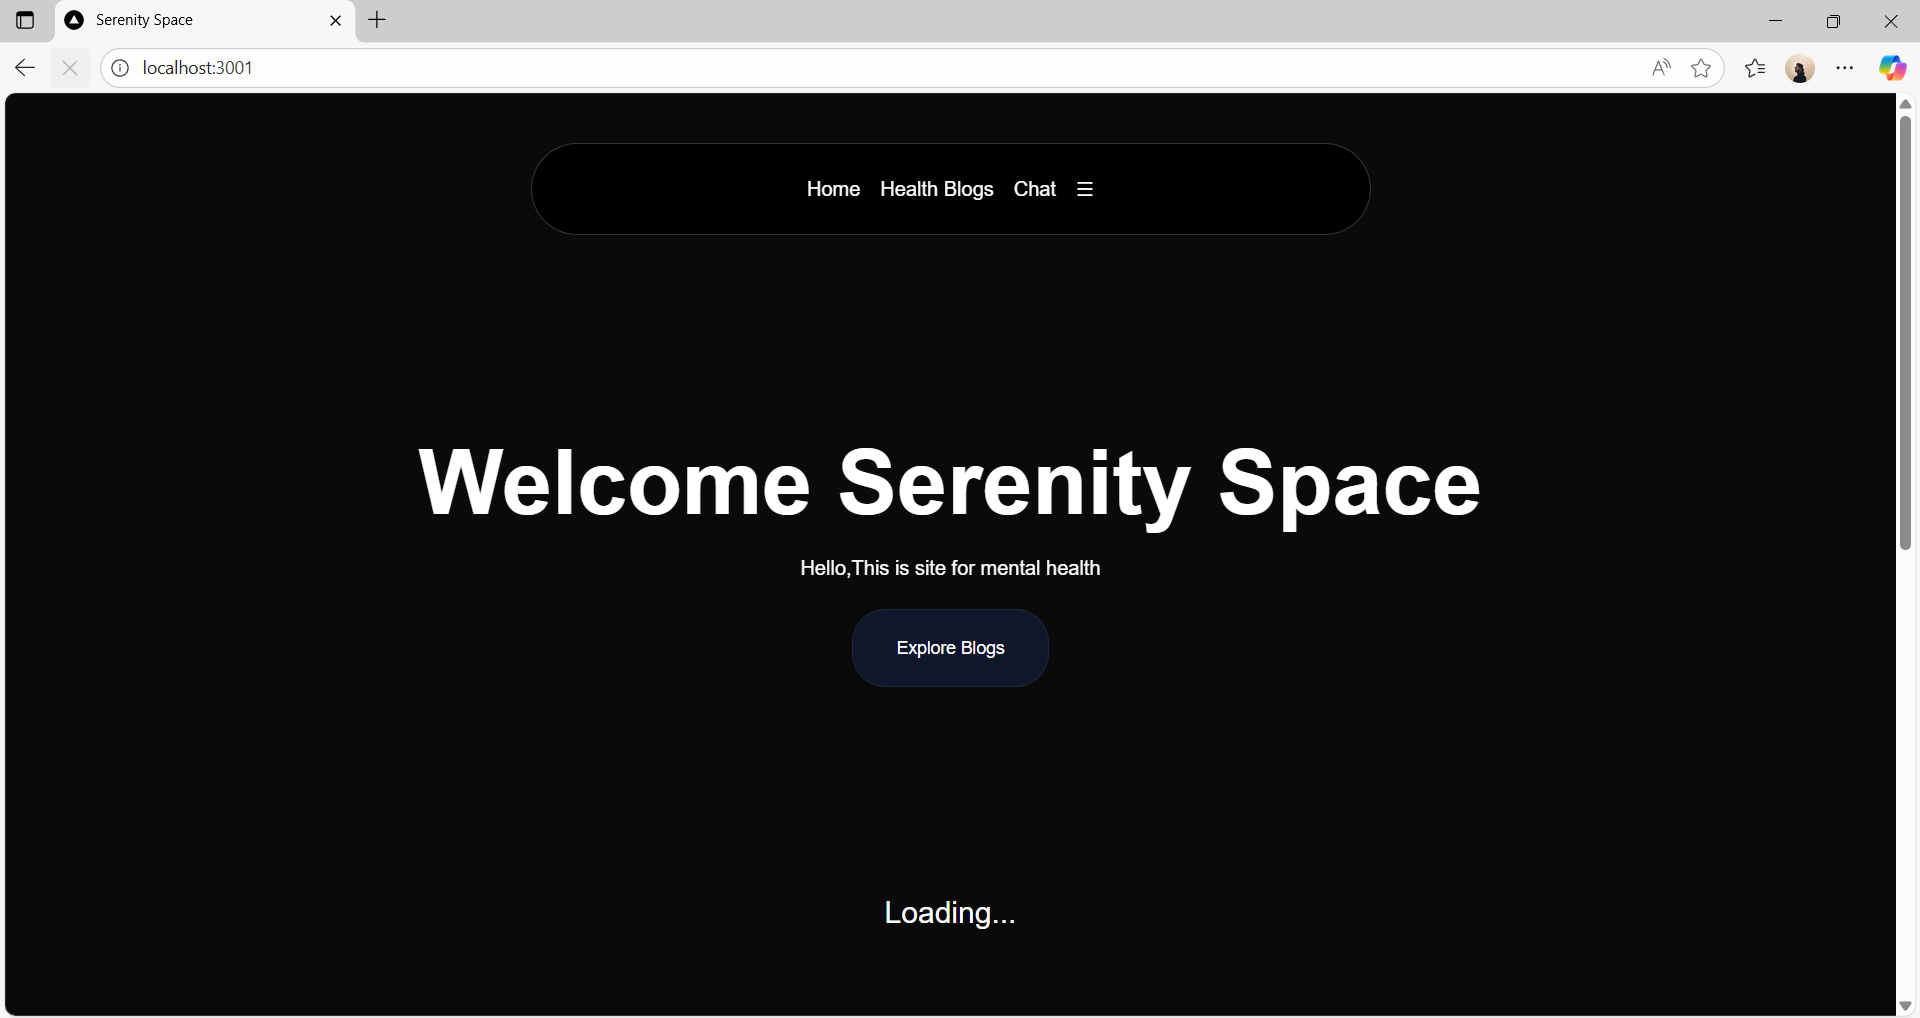 Serenity Space
localhost:3001
Home Health Blogs Chat ☰
Welcome Serenity Space
Hello,This is site for mental health
Explore Blogs
Loading...